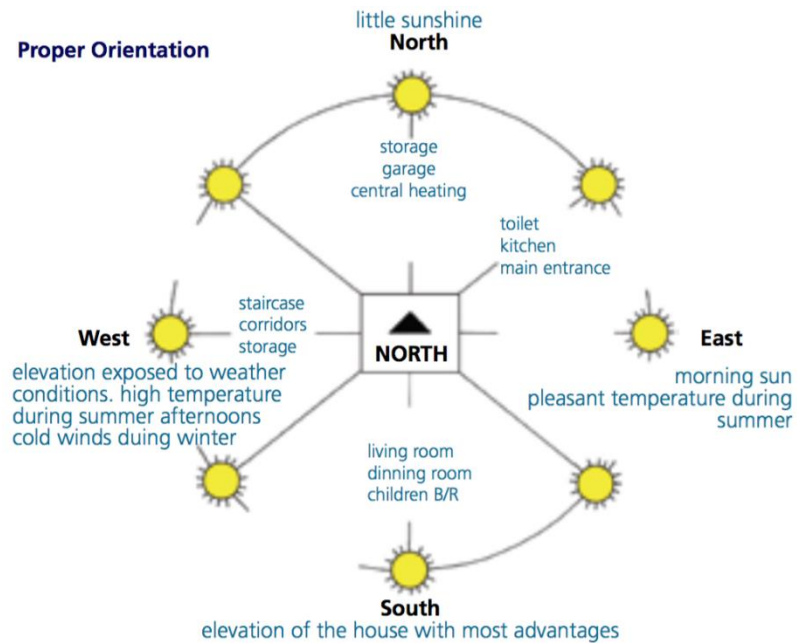 Proper Orientation
little sunshine
North
storage
garage
central heating
toilet
kitchen
main entrance
staircase
corridors
storage
West
elevation exposed to weather
conditions. high temperature
during summer afternoons
cold winds duing winter
NORTH
East
morning sun
pleasant temperature during
summer
living room
dinning room
children B/R
South
elevation of the house with most advantages